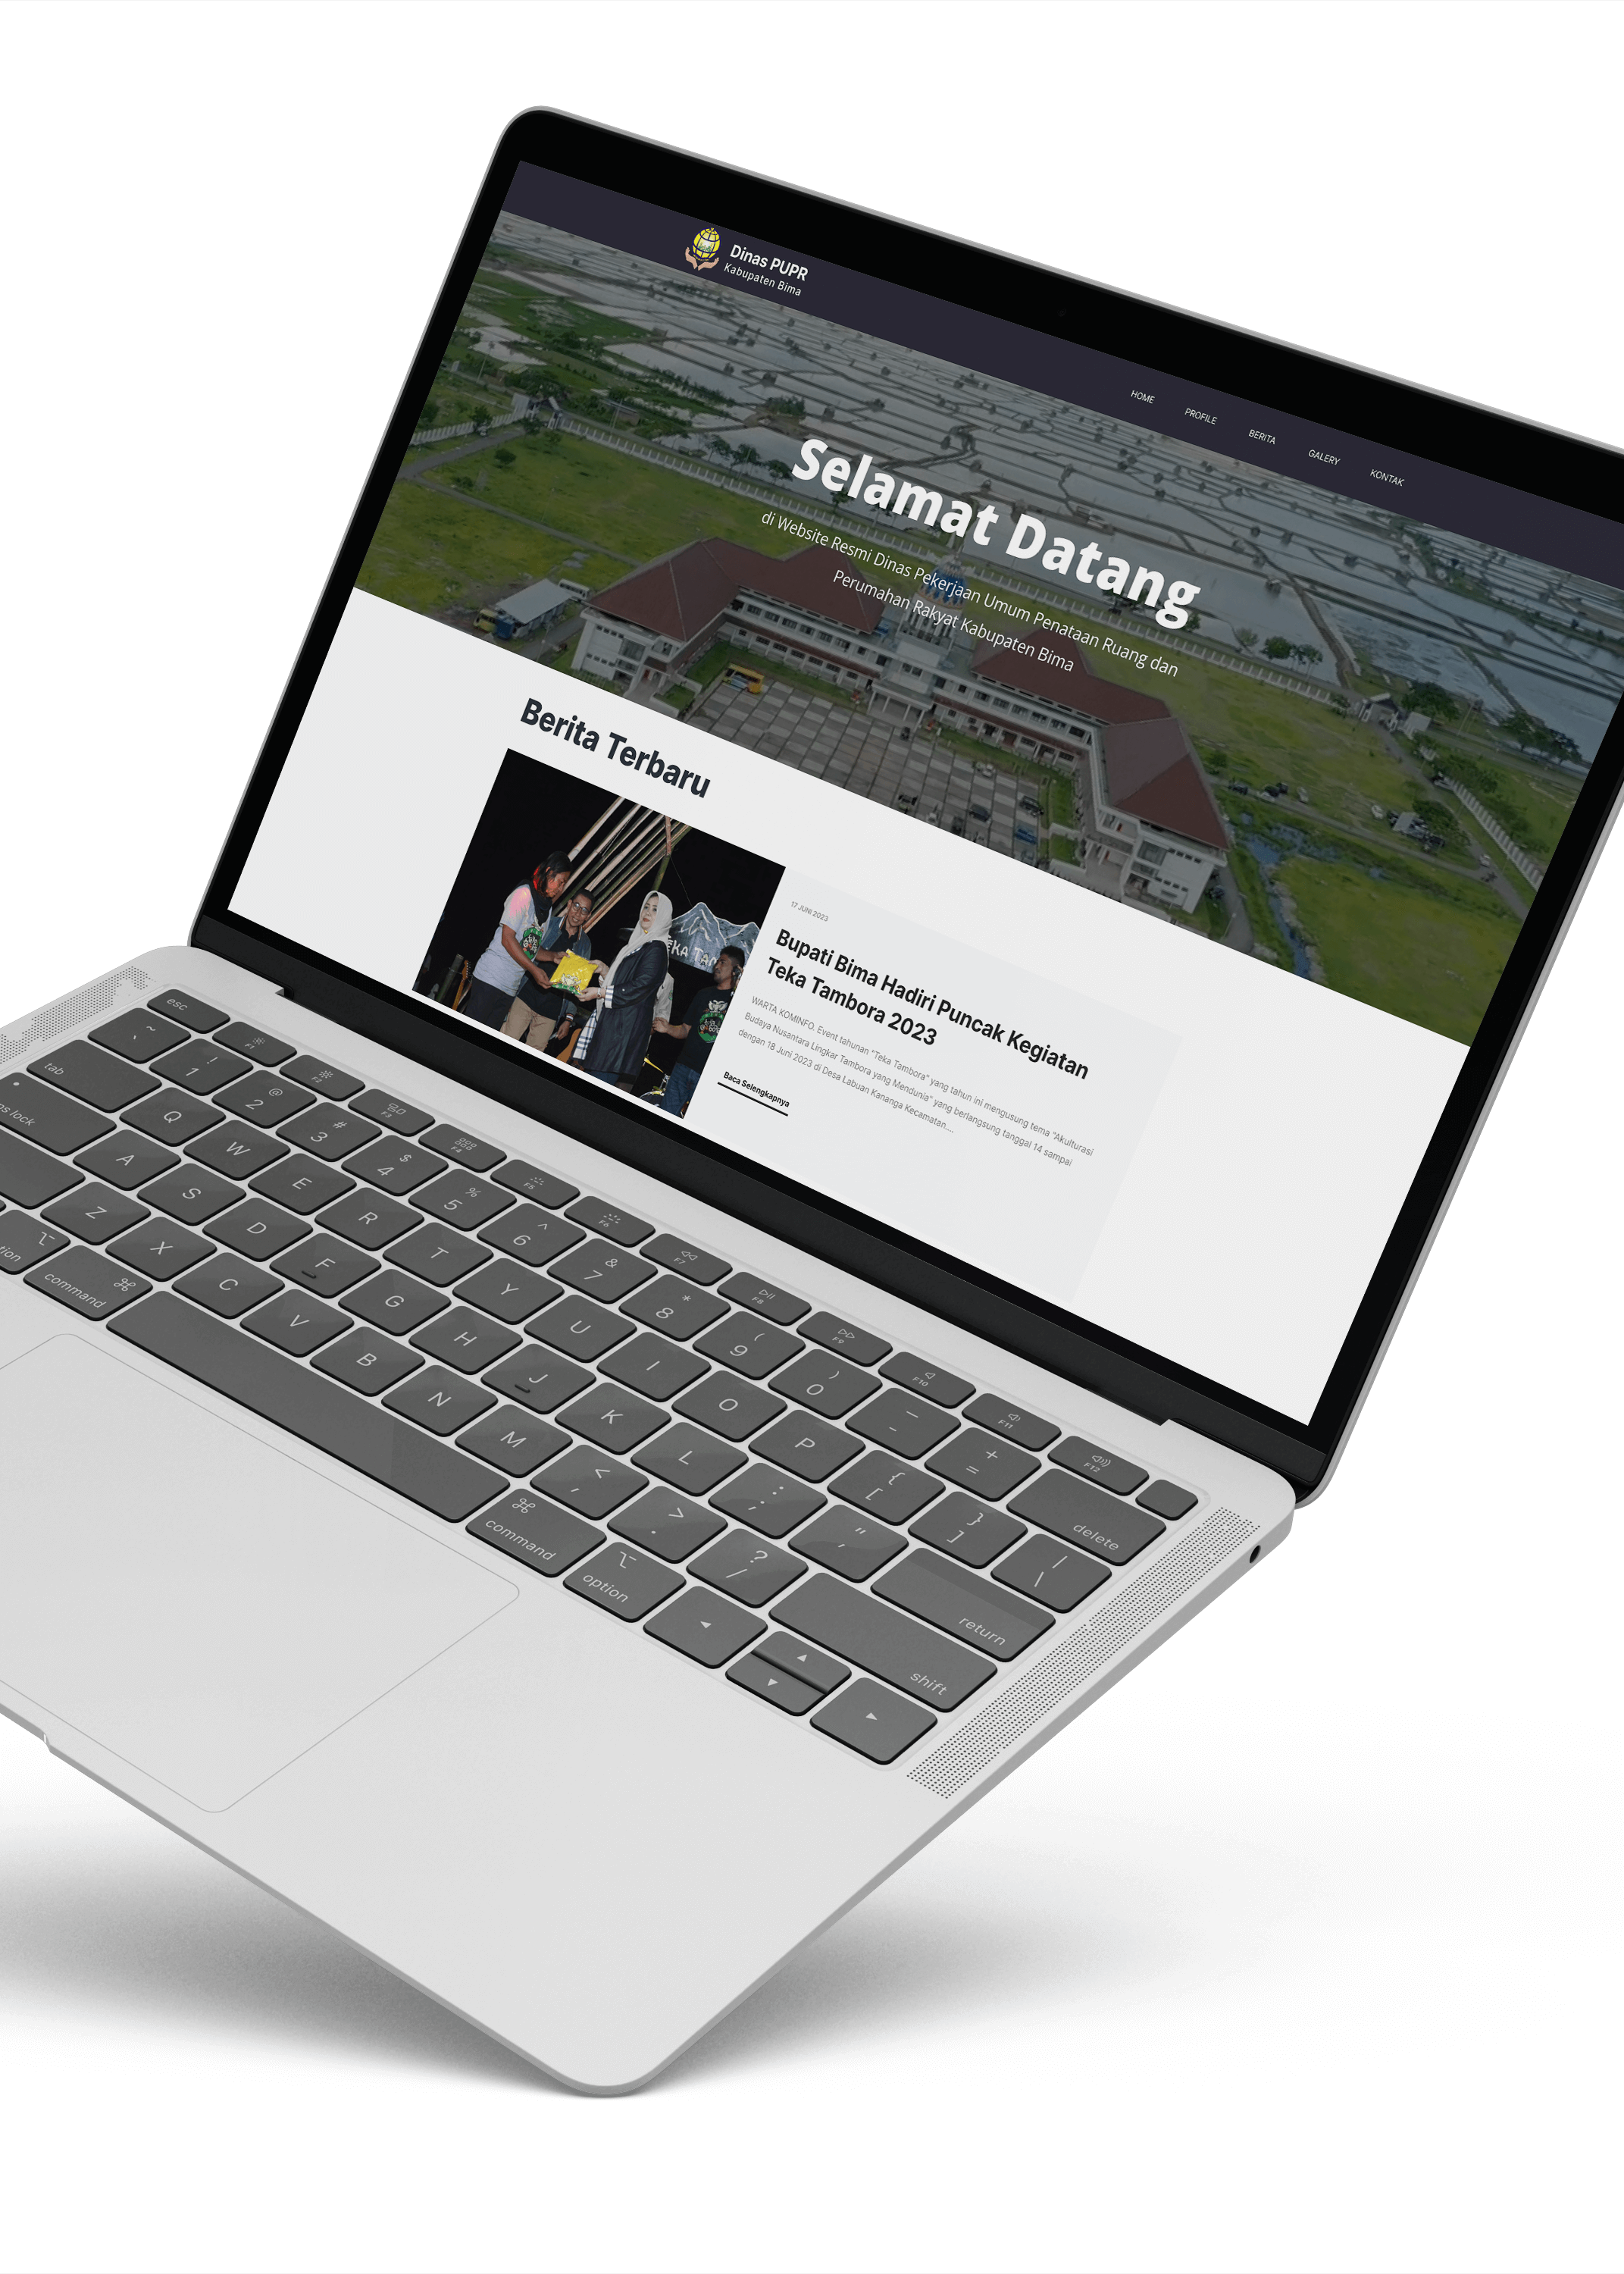 Dinas PUPR
Kabupaten Bima
HOME PROFILE BERITA GALERY KONTAK
Selamat Datang
di Website Resmi Dinas Pekerjaan Umum Penataan Ruang dan
Perumahan Rakyat Kabupaten Bima
Berita Terbaru
17 JUNI 2023
Bupati Bima Hadiri Puncak Kegiatan
Teka Tambora 2023
WARTA KOMINFO. Event tahunan "Teka Tambora" yang tahun ini mengusung tema "Akulturasi
Budaya Nusantara Lingkar Tambora yang Mendunia" yang berlangsung tanggal 14 sampai
dengan 18 Juni 2023 di Desa Labuan Kananga Kecamatan....
Baca Selengkapnya
esc F1 F2 F3 F4 F5 F6 F7 F8 F9 F10 F11 F12
~ ` ! 1 @ 2 # 3 $ 4 % 5 ^ 6 & 7 * 8 ( 9 ) 0 _ - + = delete
tab Q W E R T Y U I O P { [ } ] | \
lock A S D F G H J K L : ; " ' return
Z X C V B N M < , > . ? / shift
⌥ ⌘ command ⌘ command ⌥ option ◄ ▲ ▼ ►